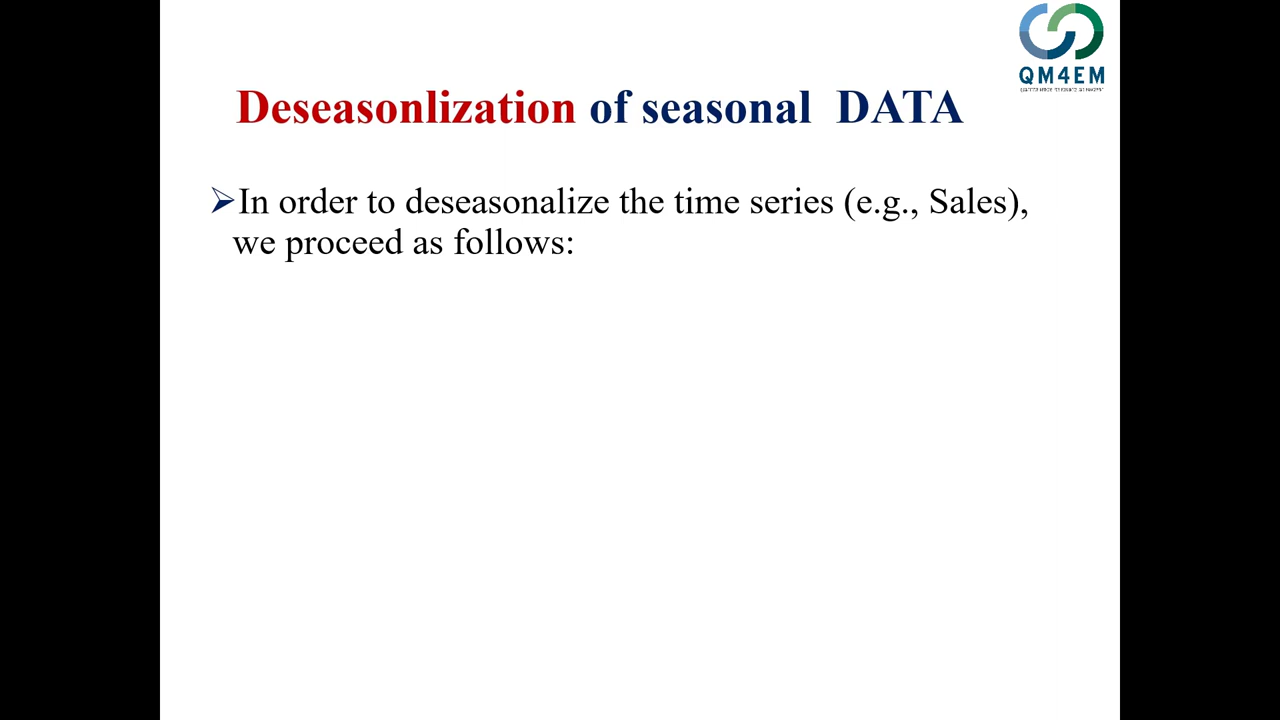 QM4EM
Deseasonlization of seasonal DATA
➢In order to deseasonalize the time series (e.g., Sales),
we proceed as follows: